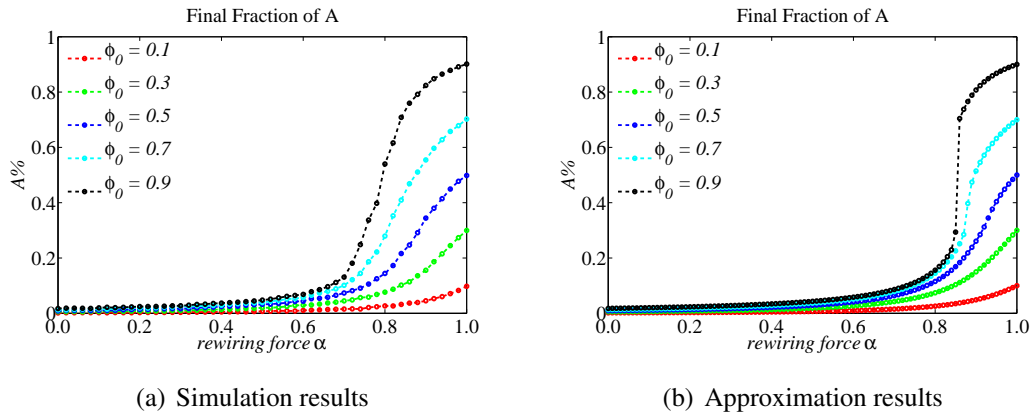 Final Fraction of A
1
0.8
0.6
0.4
0.2
0
A%
ϕ0 = 0.1
ϕ0 = 0.3
ϕ0 = 0.5
ϕ0 = 0.7
ϕ0 = 0.9
0.0 0.2 0.4 0.6 0.8 1.0
rewiring force α
(a) Simulation results
Final Fraction of A
1
0.8
0.6
0.4
0.2
0
A%
ϕ0 = 0.1
ϕ0 = 0.3
ϕ0 = 0.5
ϕ0 = 0.7
ϕ0 = 0.9
0.0 0.2 0.4 0.6 0.8 1.0
rewiring force α
(b) Approximation results